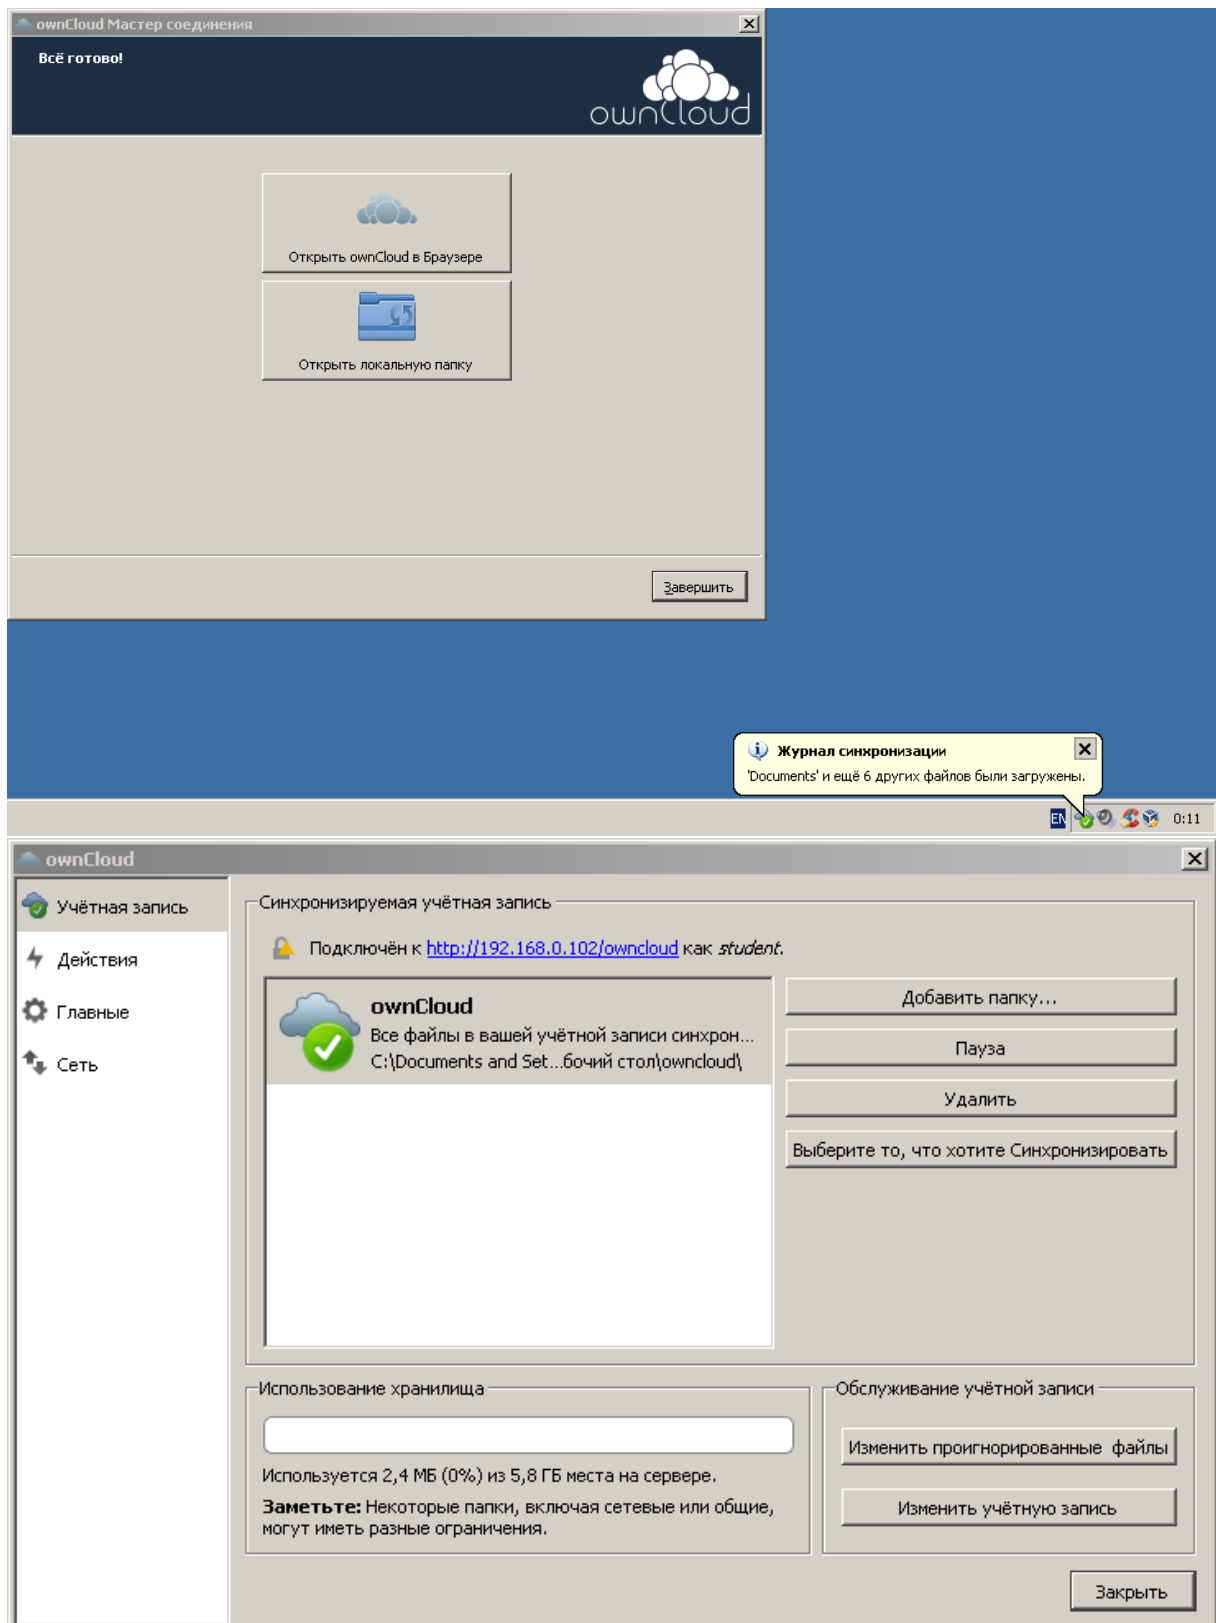 ownCloud Мастер соединения
Всё готово!
ownCloud
Открыть ownCloud в Браузере
Открыть локальную папку
Завершить
Журнал синхронизации
'Documents' и ещё 6 других файлов были загружены.
EN
0:11
ownCloud
Учётная запись
Действия
Главные
Сеть
Синхронизируемая учётная запись
Подключён к http://192.168.0.102/owncloud как student.
ownCloud
Все файлы в вашей учётной записи синхрон...
C:\Documents and Set...бочий стол\owncloud\
Добавить папку...
Пауза
Удалить
Выберите то, что хотите Синхронизировать
Использование хранилища
Используется 2,4 МБ (0%) из 5,8 ГБ места на сервере.
Заметьте: Некоторые папки, включая сетевые или общие,
могут иметь разные ограничения.
Обслуживание учётной записи
Изменить проигнорированные файлы
Изменить учётную запись
Закрыть